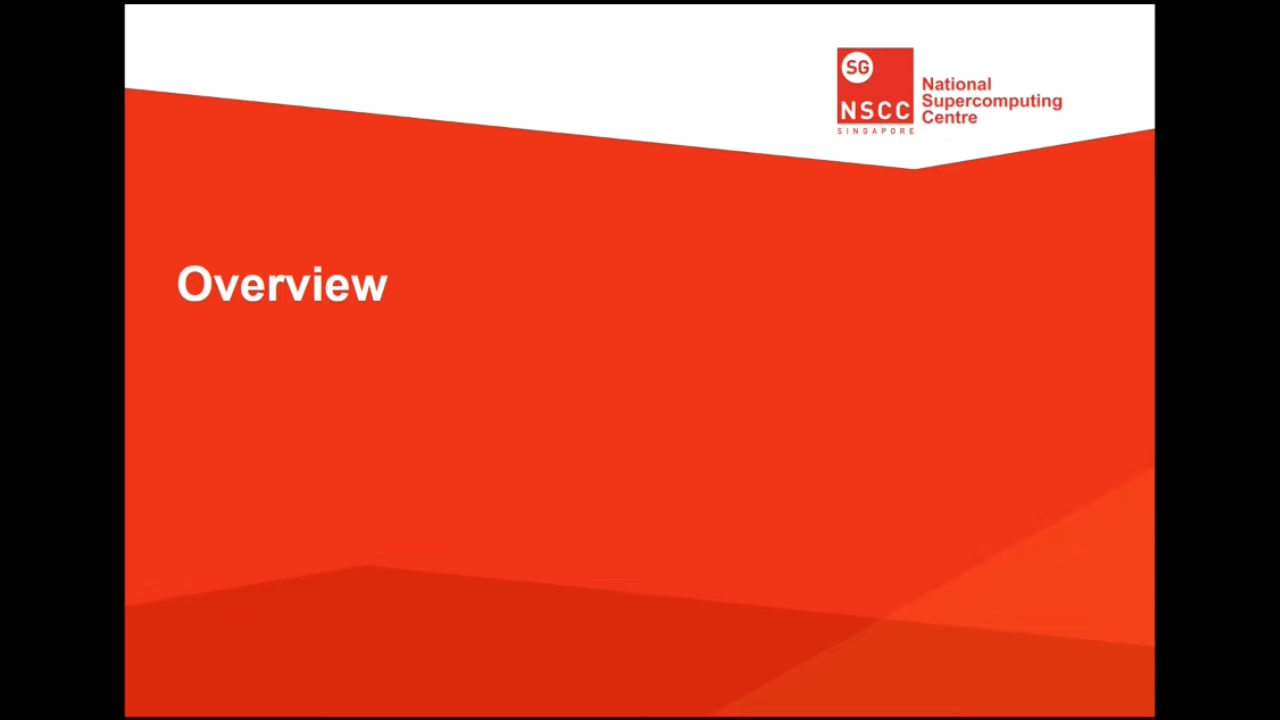 SG
NSCC
SINGAPORE
National
Supercomputing
Centre
Overview